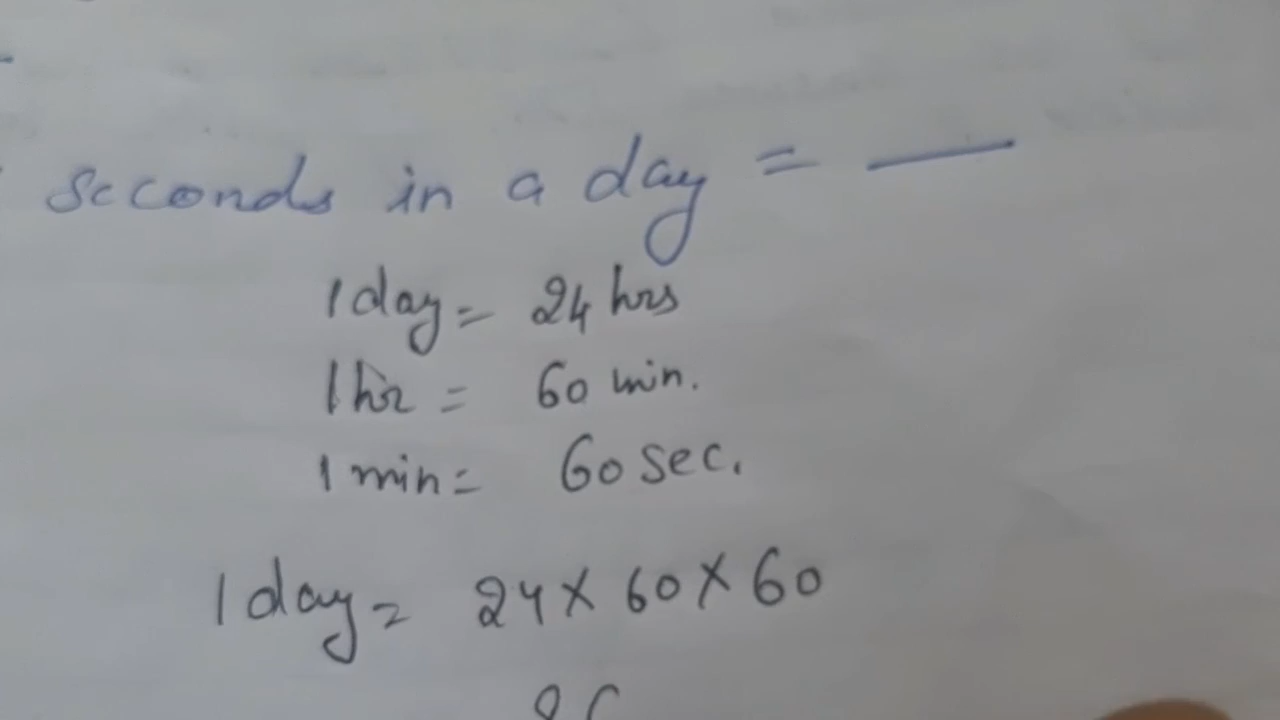 seconds in a day = —
1 day = 24 hrs
1 hr = 60 min.
1 min = 60 sec.
1 day = 24 × 60 × 60